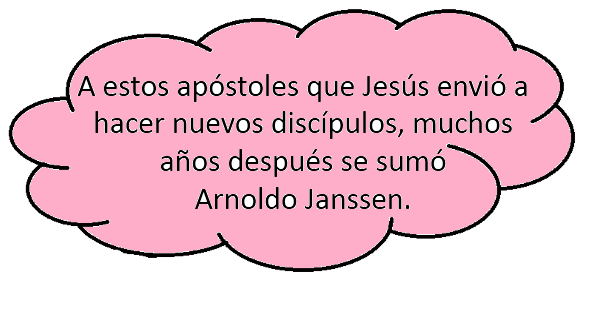 A estos apóstoles que Jesús envió a
hacer nuevos discípulos, muchos
años después se sumó
Arnoldo Janssen.